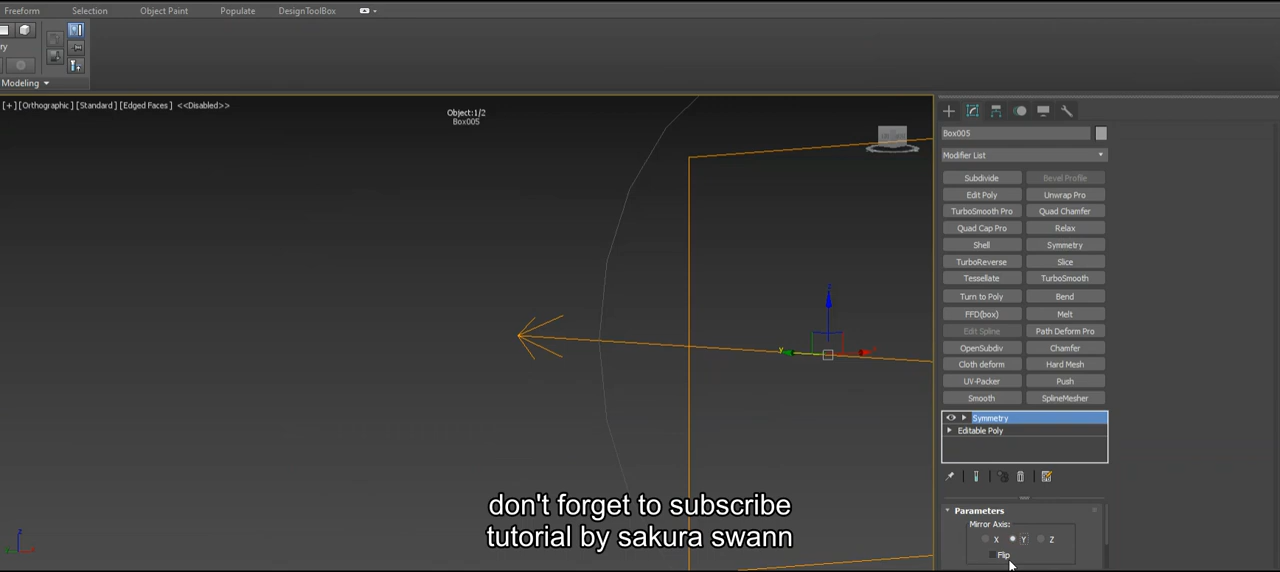 Freeform
Selection
Object Paint
Populate
DesignToolBox
Modeling
[+] [Orthographic] [Standard] [Edged Faces] <<Disabled>>
Object:1/2
Box005
Box005
Modifier List
Subdivide
Bevel Profile
Edit Poly
Unwrap Pro
TurboSmooth Pro
Quad Chamfer
Quad Cap Pro
Relax
Shell
Symmetry
TurboReverse
Slice
Tessellate
TurboSmooth
Turn to Poly
Bend
FFD(box)
Melt
Edit Spline
Path Deform Pro
OpenSubdiv
Chamfer
Cloth deform
Hard Mesh
UV-Packer
Push
Smooth
SplineMesher
Symmetry
Editable Poly
Parameters
Mirror Axis:
X Y Z
Flip
z
y
x
z
don't forget to subscribe
tutorial by sakura swann